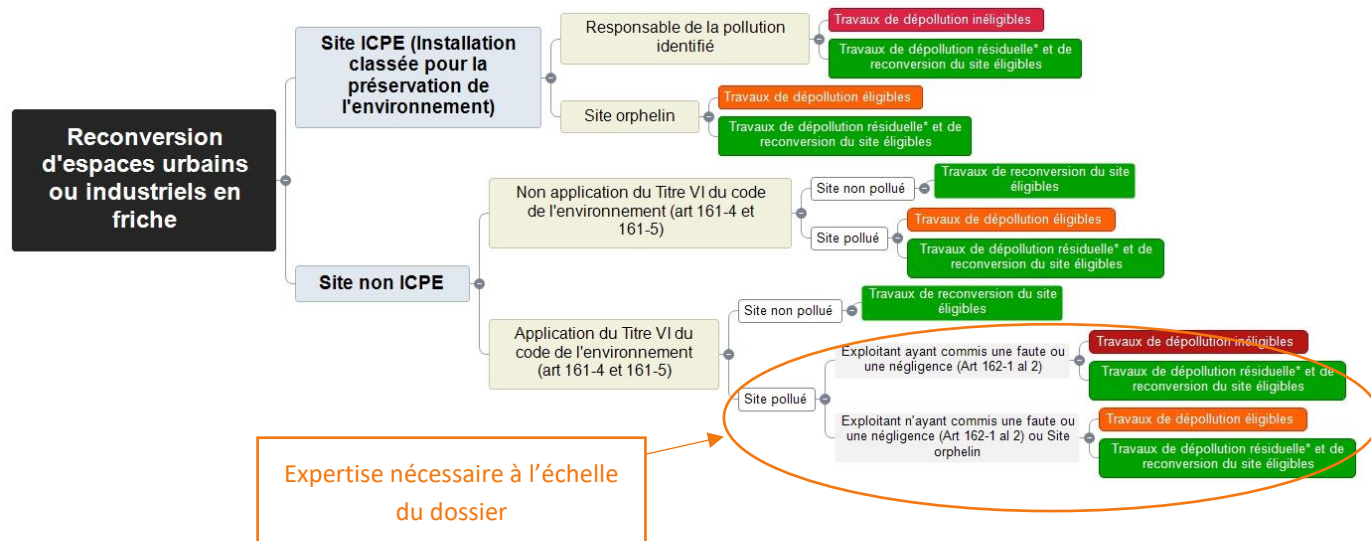 Reconversion
d'espaces urbains
ou industriels en
friche
Site ICPE (Installation
classée pour la
préservation de
l'environnement)
Responsable de la pollution
identifié
Travaux de dépollution inéligibles
Travaux de dépollution résiduelle* et de
reconversion du site éligibles
Site orphelin
Travaux de dépollution éligibles
Travaux de dépollution résiduelle* et de
reconversion du site éligibles
Site non ICPE
Non application du Titre VI du code
de l'environnement (art 161-4 et
161-5)
Site non pollué
Travaux de reconversion du site
éligibles
Site pollué
Travaux de dépollution éligibles
Travaux de dépollution résiduelle* et de
reconversion du site éligibles
Application du Titre VI du
code de l'environnement
(art 161-4 et 161-5)
Site non pollué
Travaux de reconversion du site
éligibles
Site pollué
Exploitant ayant commis une faute ou
une négligence (Art 162-1 al 2)
Travaux de dépollution inéligibles
Travaux de dépollution résiduelle* et de
reconversion du site éligibles
Exploitant n'ayant commis une faute ou
une négligence (Art 162-1 al 2) ou Site
orphelin
Travaux de dépollution éligibles
Travaux de dépollution résiduelle* et de
reconversion du site éligibles
Expertise nécessaire à l'échelle
du dossier